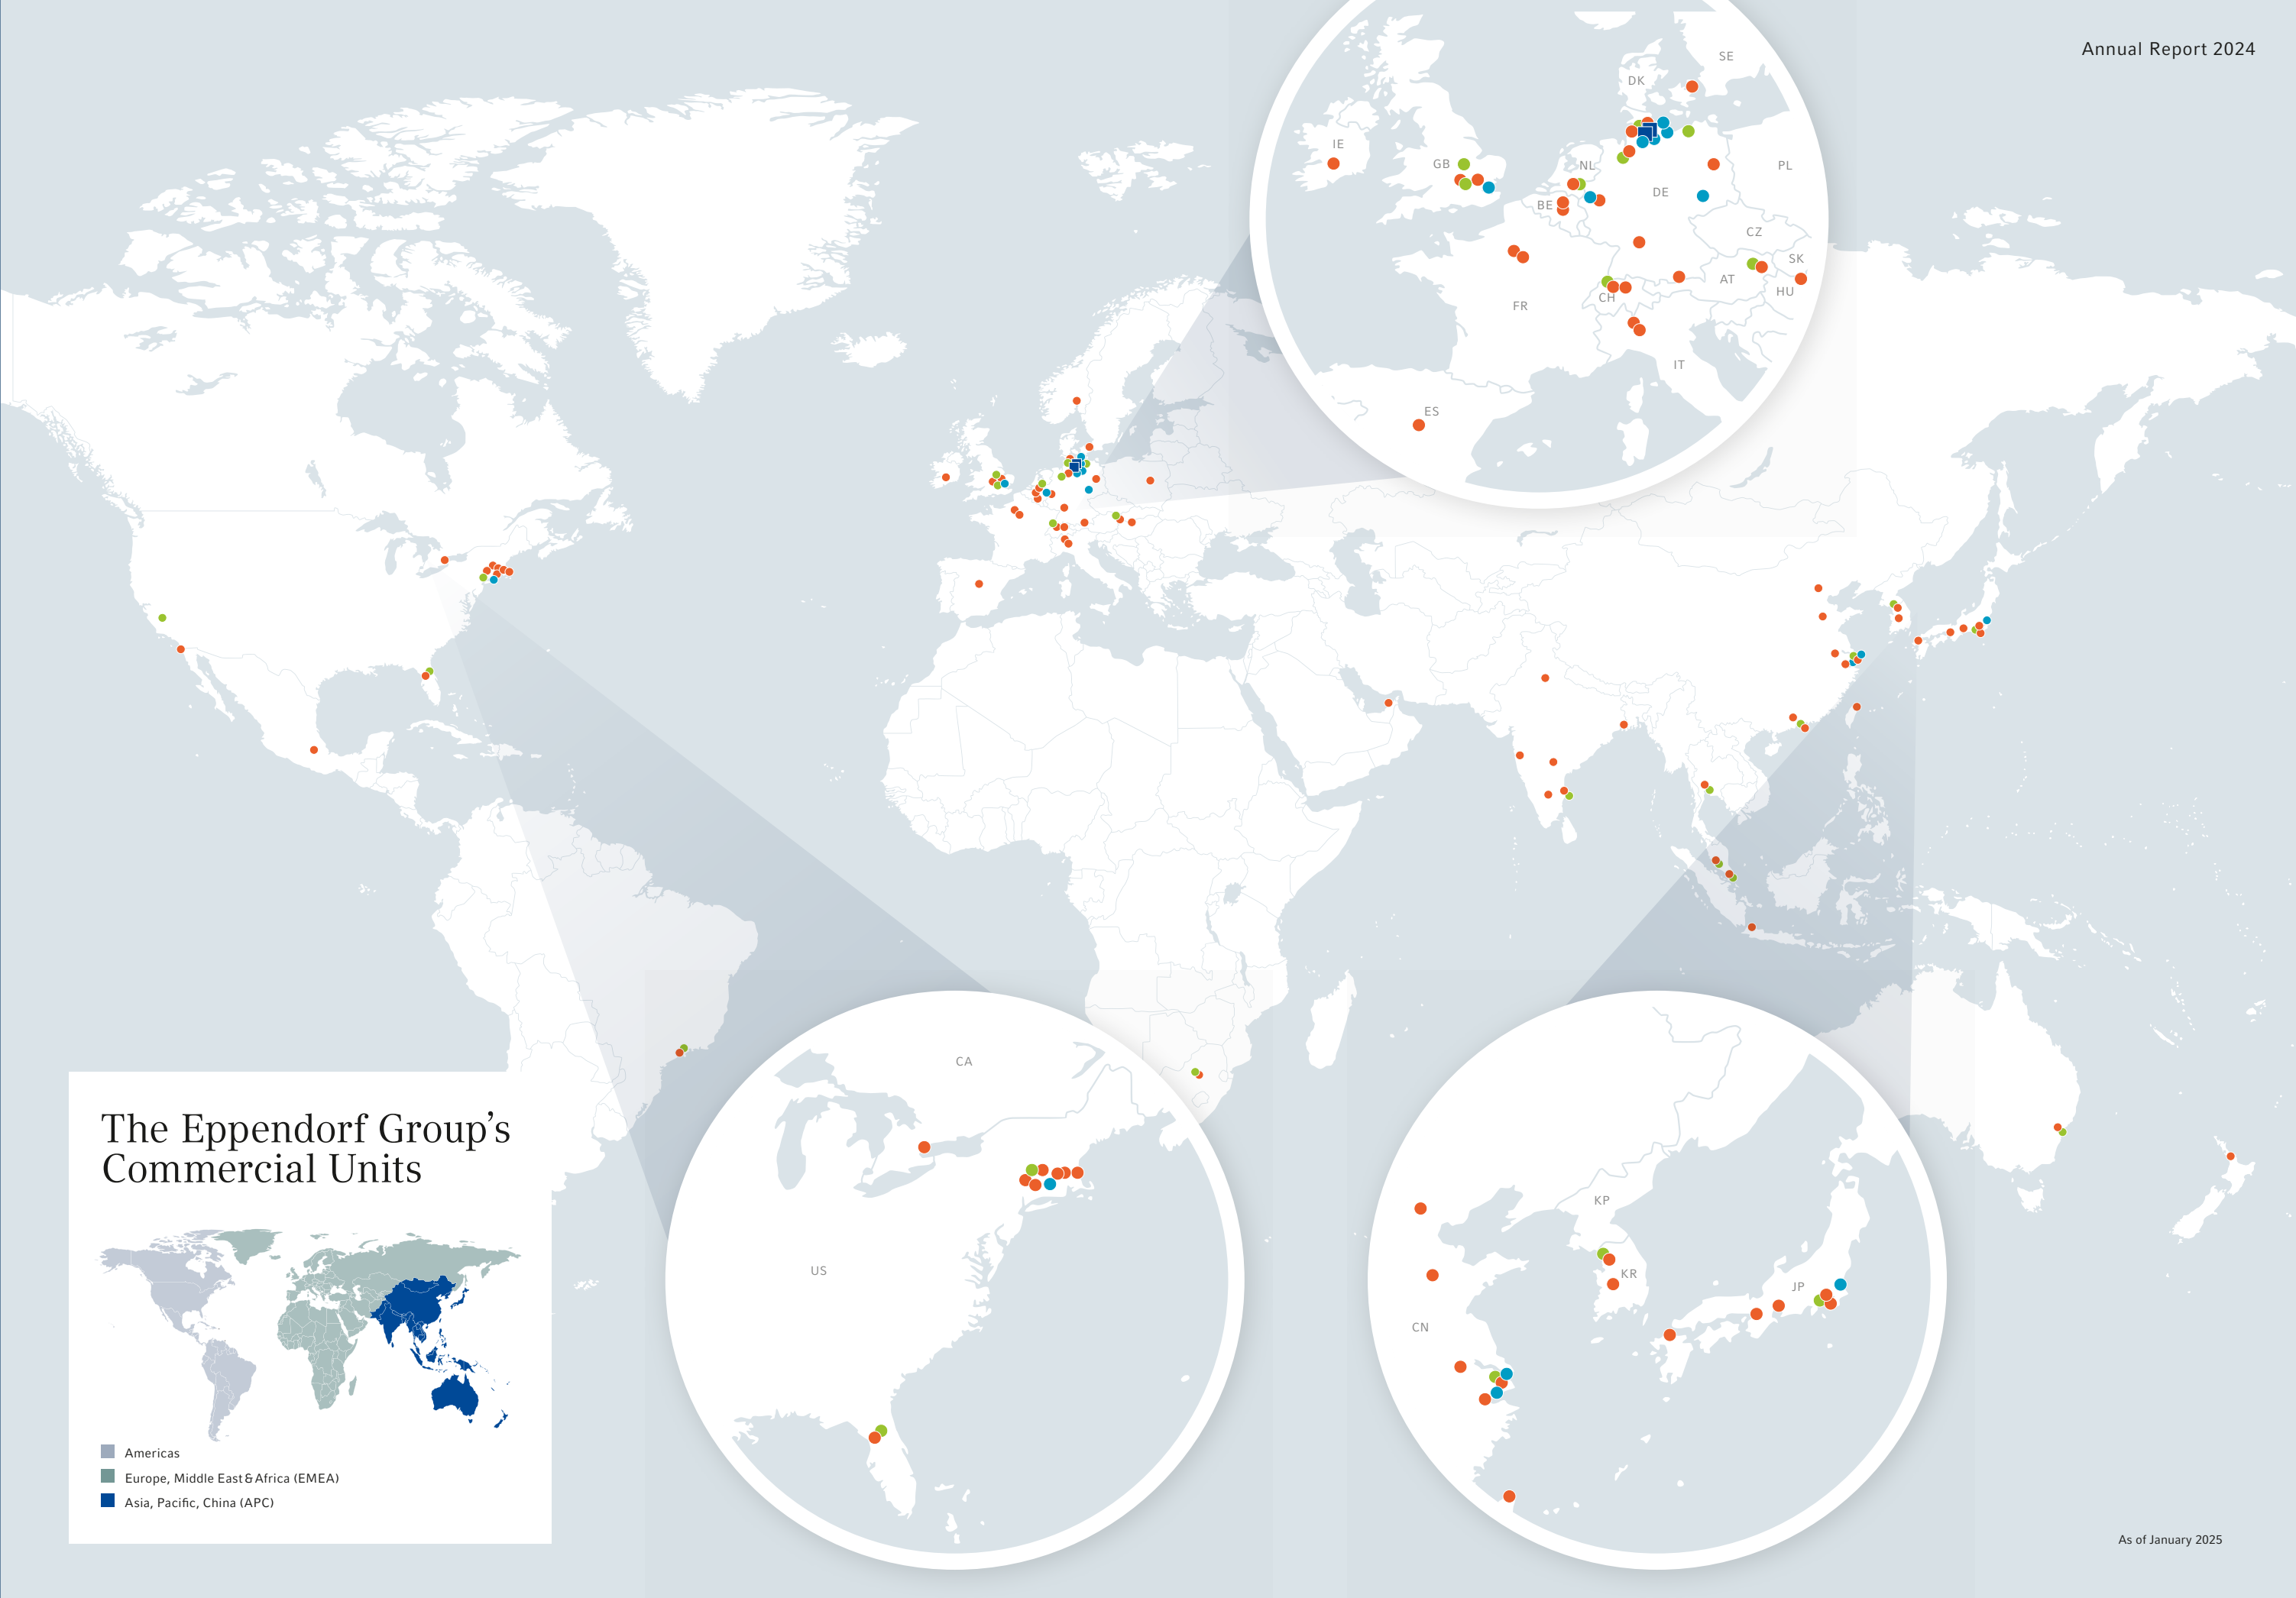 Annual Report 2024
SE
DK
IE
GB
NL
PL
DE
BE
CZ
SK
AT
HU
CH
FR
IT
ES
CA
US
KP
KR
JP
CN
The Eppendorf Group’s
Commercial Units
Americas
Europe, Middle East & Africa (EMEA)
Asia, Pacific, China (APC)
As of January 2025